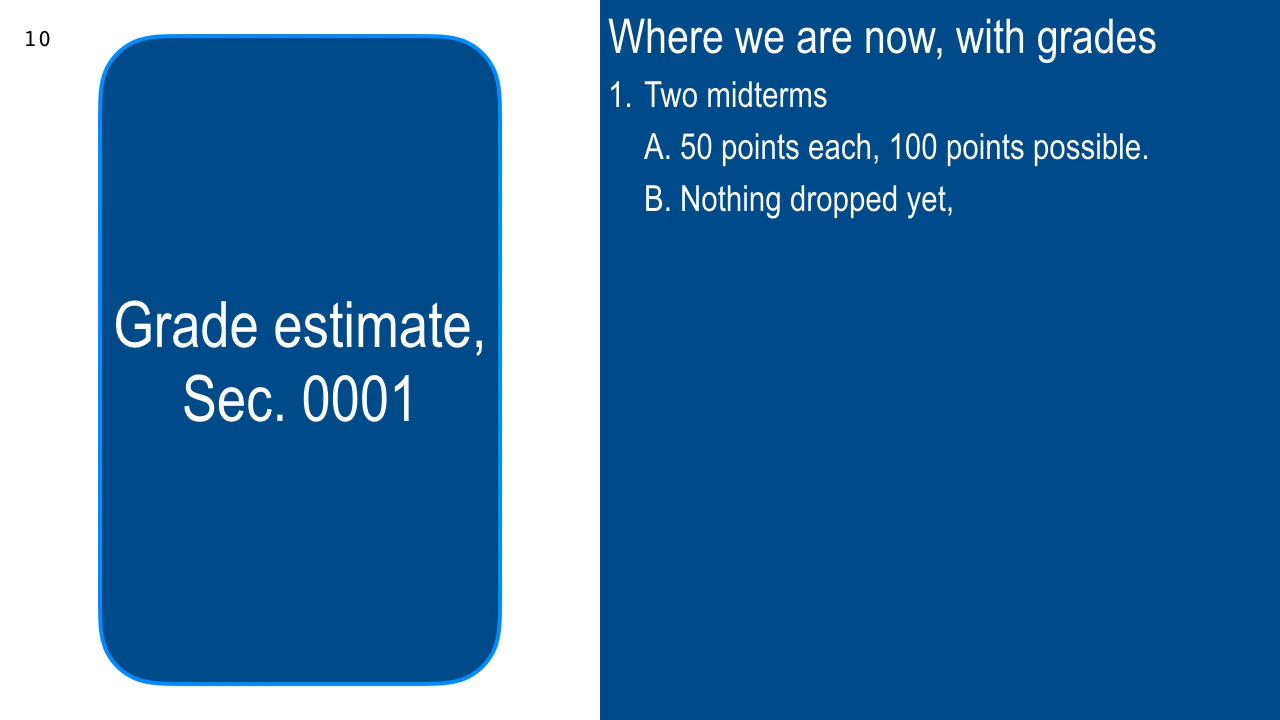 10
Grade estimate,
Sec. 0001
Where we are now, with grades
1. Two midterms
A. 50 points each, 100 points possible.
B. Nothing dropped yet,